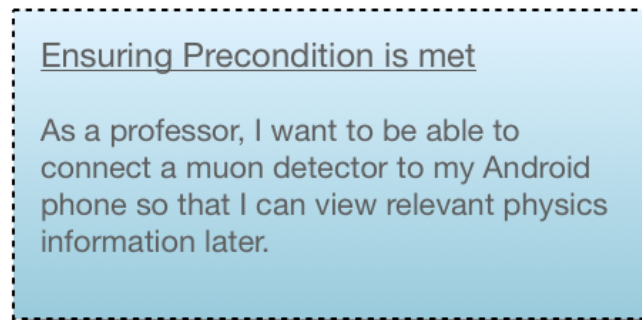 Ensuring Precondition is met
As a professor, I want to be able to
connect a muon detector to my Android
phone so that I can view relevant physics
information later.